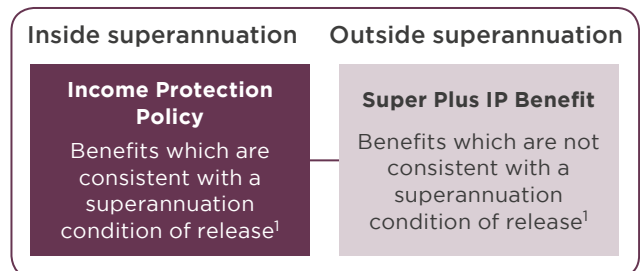 Inside superannuation
Income Protection
Policy
Benefits which are
consistent with a
superannuation
condition of release1
Outside superannuation
Super Plus IP Benefit
Benefits which are not
consistent with a
superannuation
condition of release1